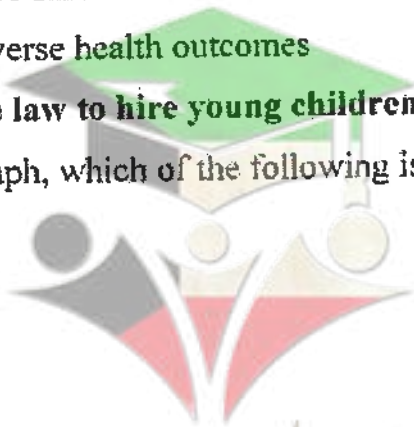 verse health outcomes
law to hire young children
aph, which of the following is